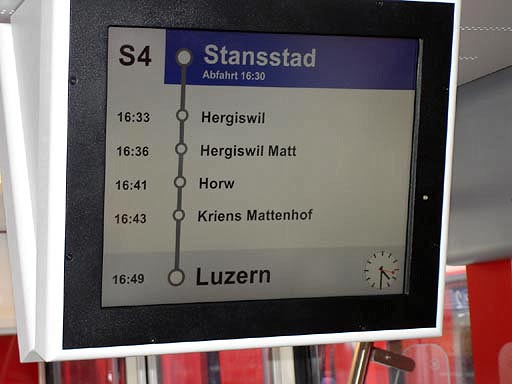 S4 Stansstad
Abfahrt 16:30
16:33 Hergiswil
16:36 Hergiswil Matt
16:41 Horw
16:43 Kriens Mattenhof
16:49 Luzern